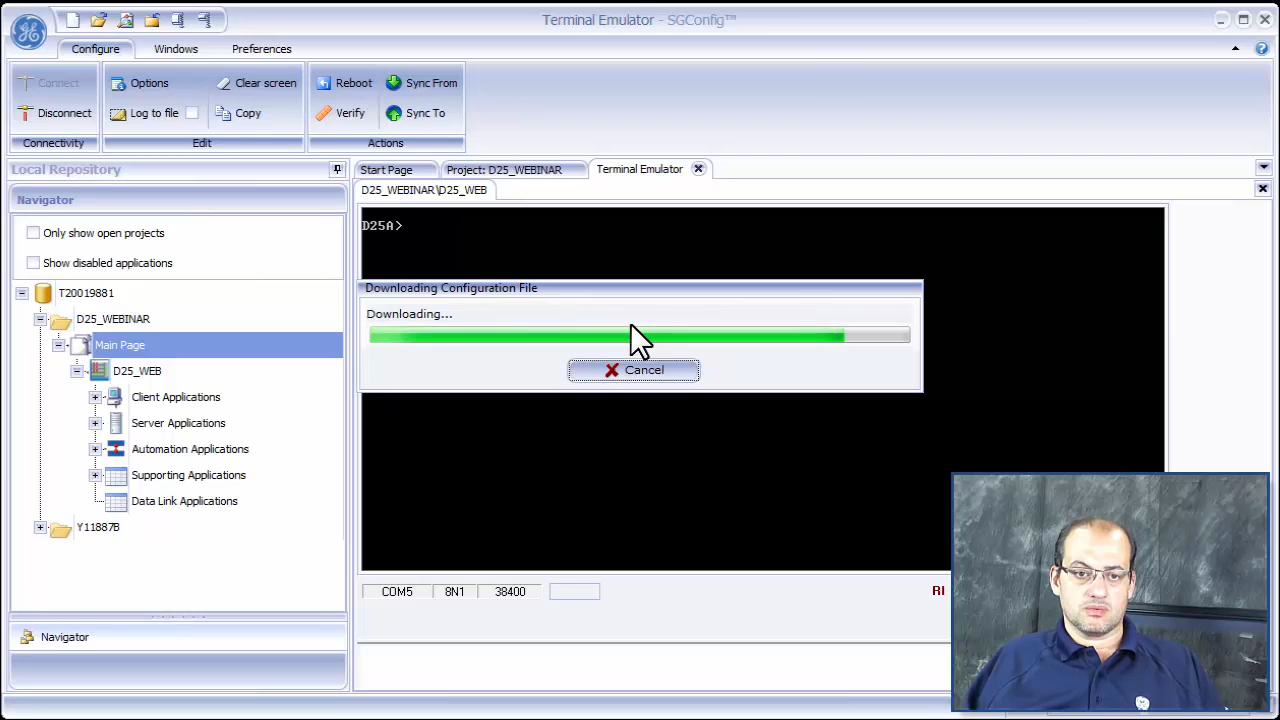 Terminal Emulator - SGConfig™
Configure Windows Preferences
Connect Options Clear screen Reboot Sync From
Disconnect Log to file Copy Verify Sync To
Connectivity Edit Actions
Local Repository
Start Page Project: D25_WEBINAR Terminal Emulator
D25_WEBINAR\D25_WEB
Navigator
Only show open projects
Show disabled applications
T20019881
D25_WEBINAR
Main Page
D25_WEB
Client Applications
Server Applications
Automation Applications
Supporting Applications
Data Link Applications
Y11887B
Navigator
D25A>
Downloading Configuration File
Downloading...
Cancel
COM5 8N1 38400 RI